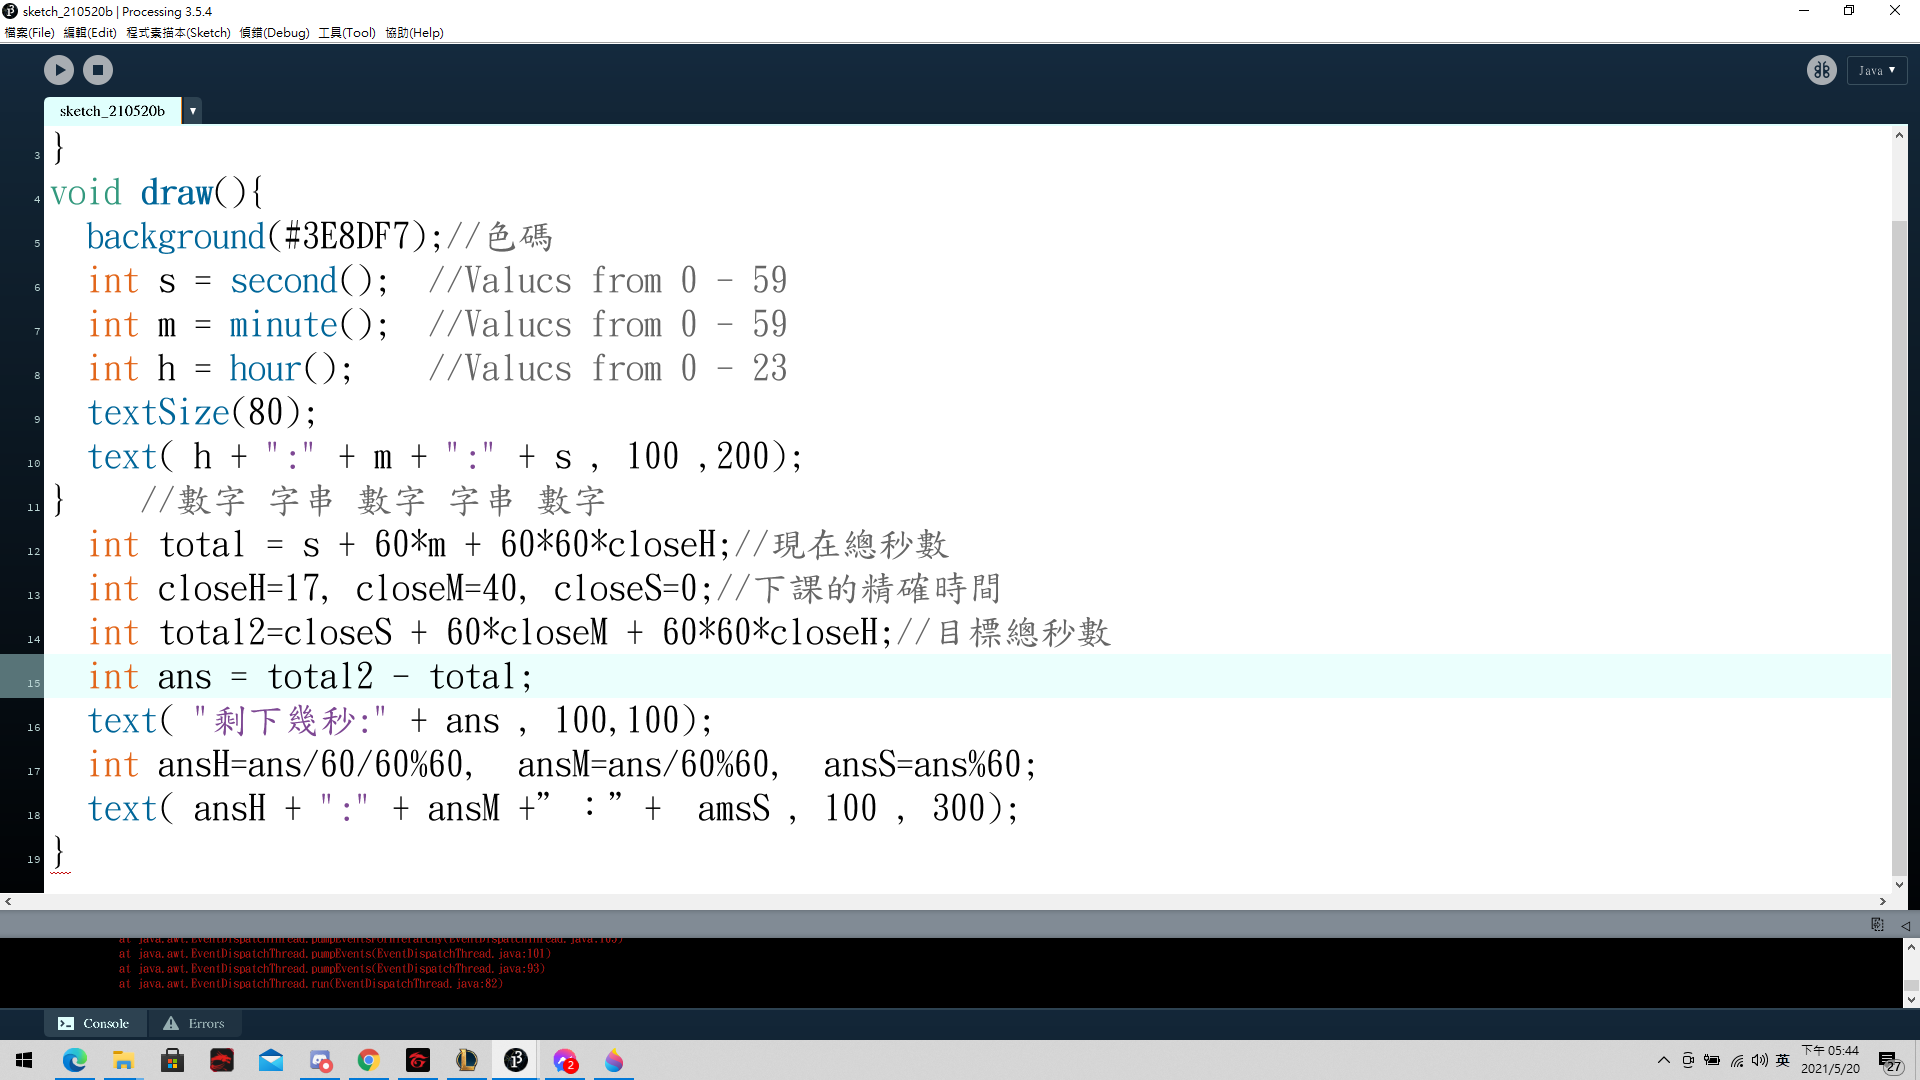 sketch_210520b | Processing 3.5.4
檔案(File) 編輯(Edit) 程式素描本(Sketch) 偵錯(Debug) 工具(Tool) 協助(Help)
Java ▼
sketch_210520b ▼
3 }
4 void draw(){
5 background(#3E8DF7);//色碼
6 int s = second(); //Valucs from 0 - 59
7 int m = minute(); //Valucs from 0 - 59
8 int h = hour(); //Valucs from 0 - 23
9 textSize(80);
10 text( h + ":" + m + ":" + s , 100 ,200);
11 } //數字 字串 數字 字串 數字
12 int total = s + 60*m + 60*60*closeH;//現在總秒數
13 int closeH=17, closeM=40, closeS=0;//下課的精確時間
14 int total2=closeS + 60*closeM + 60*60*closeH;//目標總秒數
15 int ans = total2 - total;
16 text( "剩下幾秒:" + ans , 100,100);
17 int ansH=ans/60/60%60, ansM=ans/60%60, ansS=ans%60;
18 text( ansH + ":" + ansM +” ：”+ amsS , 100 , 300);
19 }
at java.awt.EventDispatchThread.pumpEventsForHierarchy(EventDispatchThread.java:105)
at java.awt.EventDispatchThread.pumpEvents(EventDispatchThread.java:101)
at java.awt.EventDispatchThread.pumpEvents(EventDispatchThread.java:93)
at java.awt.EventDispatchThread.run(EventDispatchThread.java:82)
Console Errors
2
英
下午 05:44
2021/5/20
27